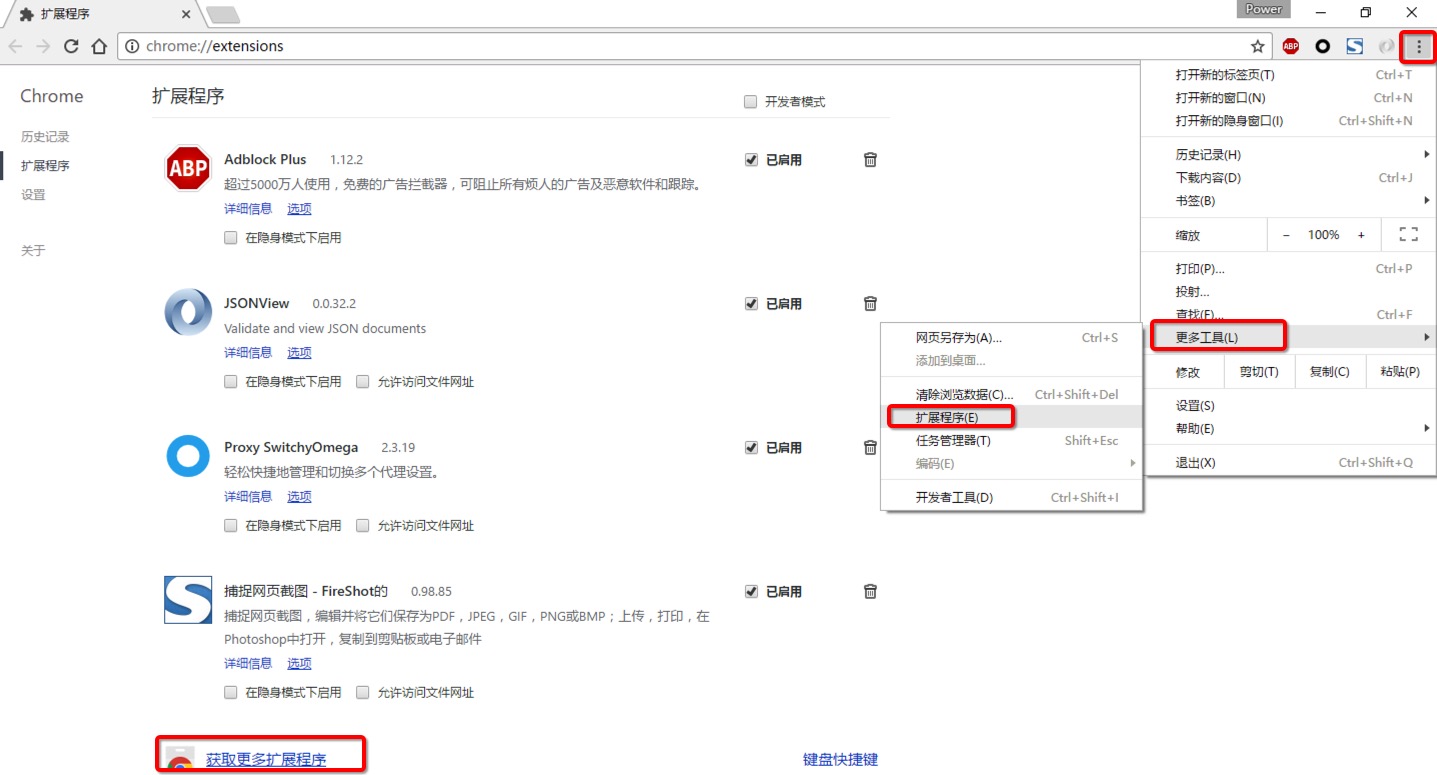 扩展程序
Power
chrome://extensions
ABP
Chrome
历史记录
扩展程序
设置
关于
扩展程序
开发者模式
ABP
Adblock Plus 1.12.2
已启用
超过5000万人使用，免费的广告拦截器，可阻止所有烦人的广告及恶意软件和跟踪。
详细信息 选项
在隐身模式下启用
JSONView 0.0.32.2
已启用
Validate and view JSON documents
详细信息 选项
在隐身模式下启用 允许访问文件网址
Proxy SwitchyOmega 2.3.19
已启用
轻松快捷地管理和切换多个代理设置。
详细信息 选项
在隐身模式下启用 允许访问文件网址
捕捉网页截图 - FireShot的 0.98.85
已启用
捕捉网页截图，编辑并将它们保存为PDF，JPEG，GIF，PNG或BMP；上传，打印，在
Photoshop中打开，复制到剪贴板或电子邮件
详细信息 选项
在隐身模式下启用 允许访问文件网址
获取更多扩展程序
键盘快捷键
打开新的标签页(T) Ctrl+T
打开新的窗口(N) Ctrl+N
打开新的隐身窗口(I) Ctrl+Shift+N
历史记录(H)
下载内容(D) Ctrl+J
书签(B)
缩放 − 100% +
打印(P)... Ctrl+P
投射...
查找(F)... Ctrl+F
更多工具(L)
修改 剪切(T) 复制(C) 粘贴(P)
设置(S)
帮助(E)
退出(X) Ctrl+Shift+Q
网页另存为(A)... Ctrl+S
添加到桌面...
清除浏览数据(C)... Ctrl+Shift+Del
扩展程序(E)
任务管理器(T) Shift+Esc
编码(E)
开发者工具(D) Ctrl+Shift+I